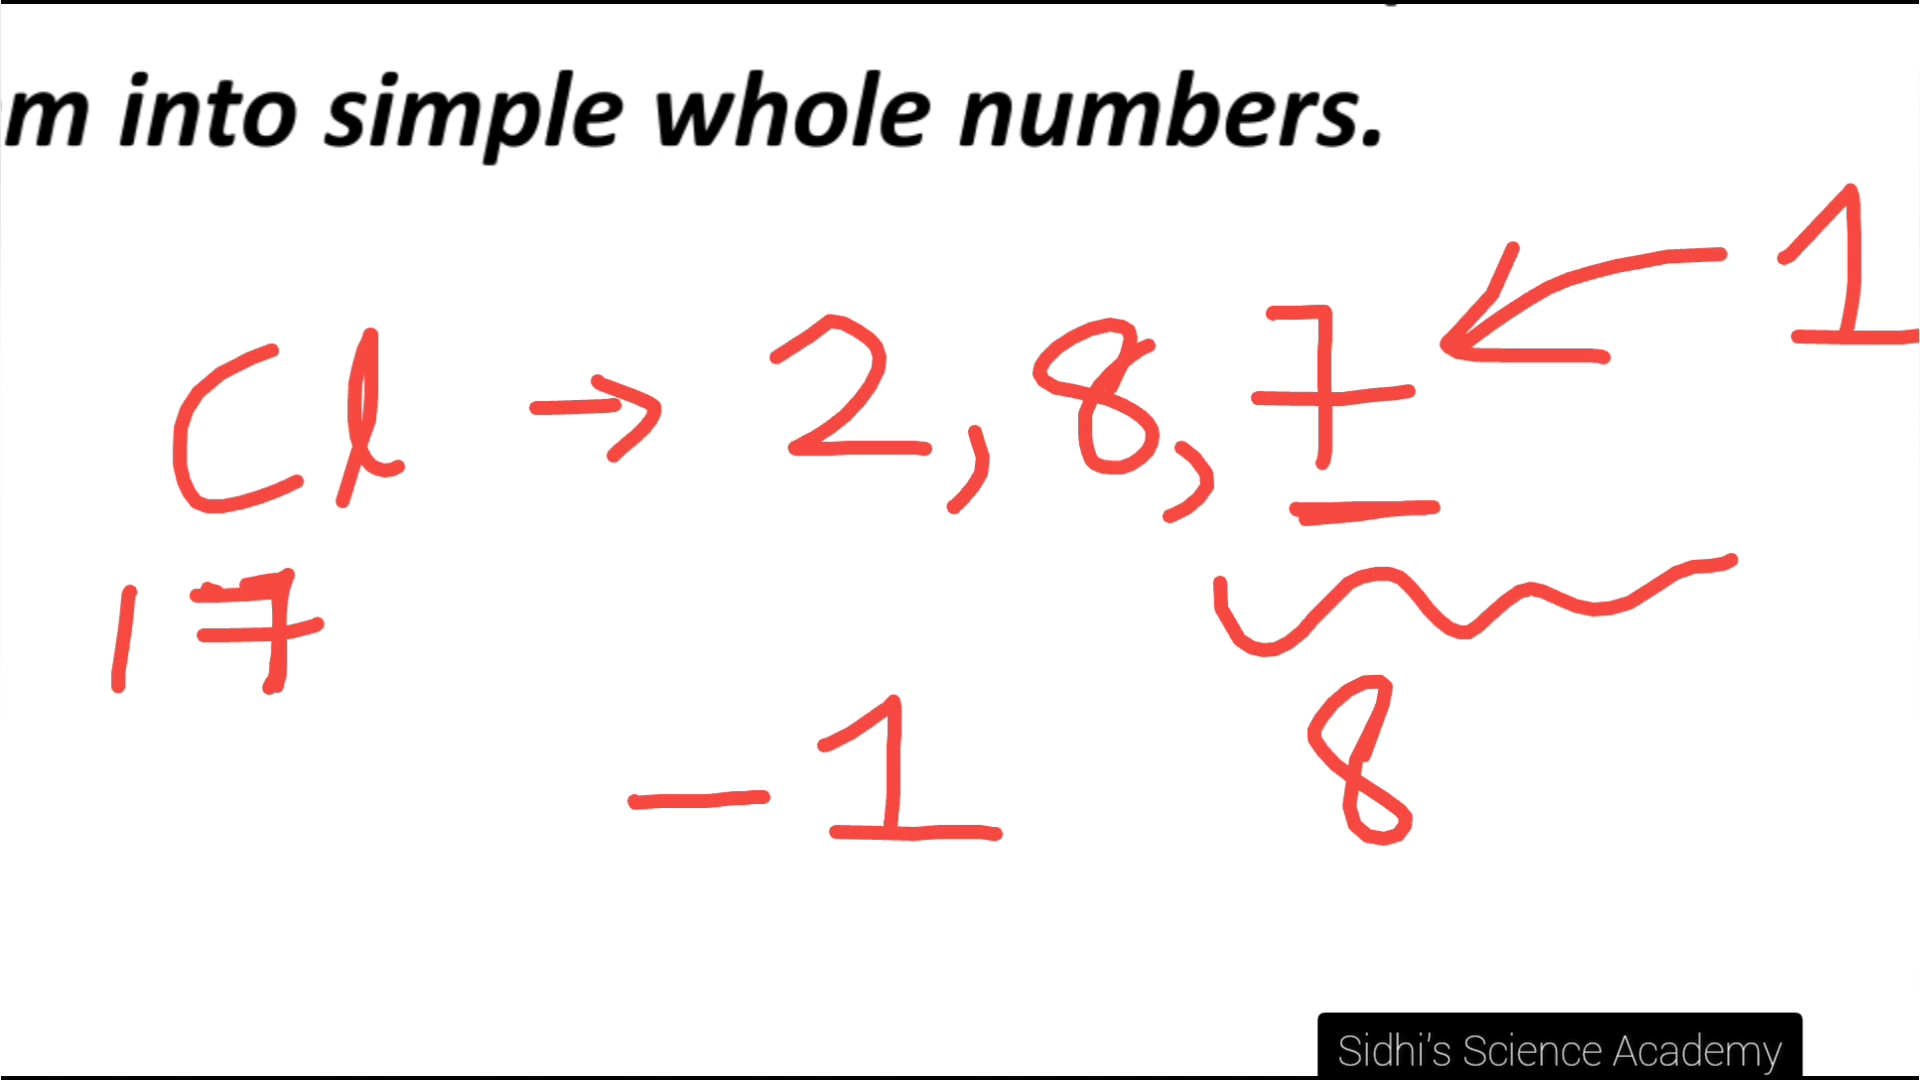 m into simple whole numbers.
Cl → 2, 8, 7 ← 1
17
8
-1
Sidhi's Science Academy